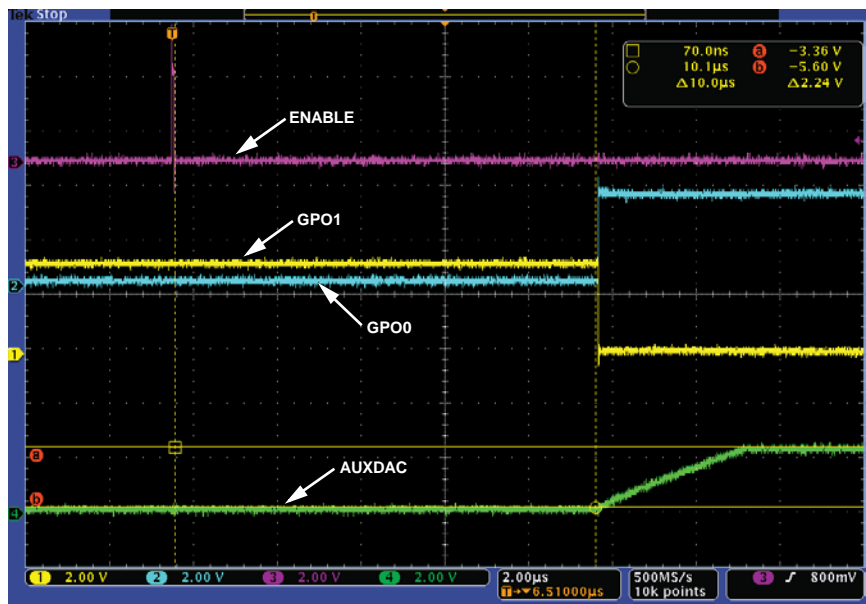 Tek Stop
T
T
70.0ns a −3.36 V
10.1µs b −5.60 V
Δ10.0µs Δ2.24 V
ENABLE
3
GPO1
2
GPO0
1
a
AUXDAC
b
4
1 2.00 V 2 2.00 V 3 2.00 V 4 2.00 V 2.00µs 500MS/s 3 800mV
T→▼6.51000µs 10k points